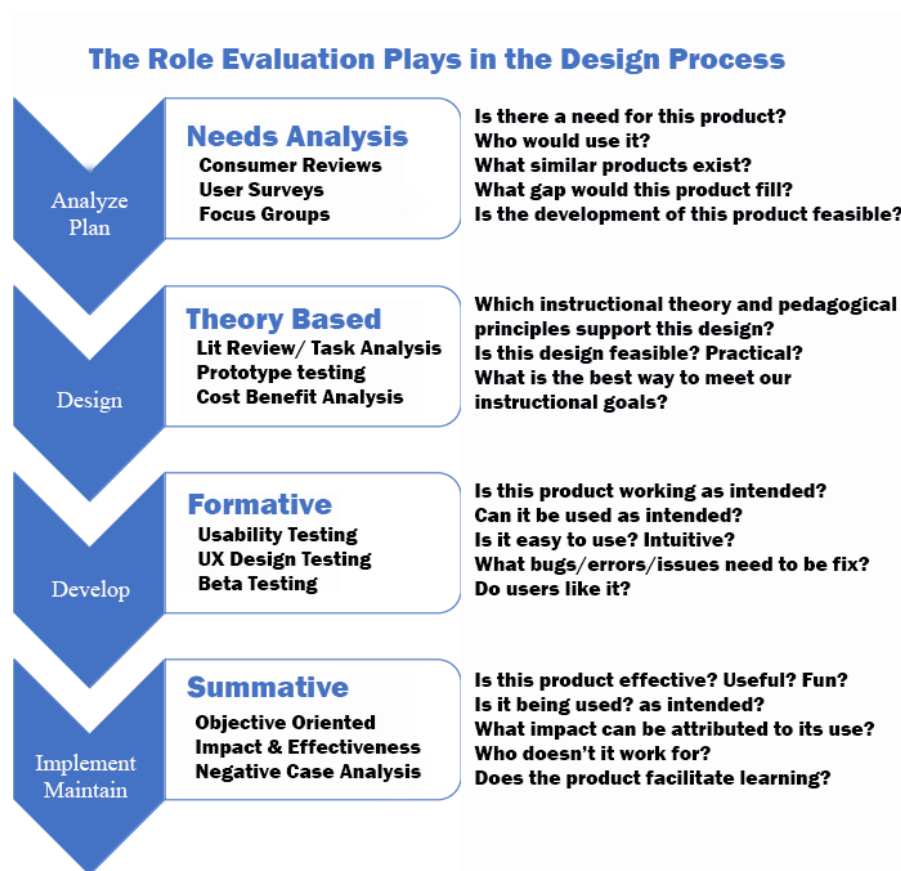 The Role Evaluation Plays in the Design Process
Analyze
Plan
Needs Analysis
Consumer Reviews
User Surveys
Focus Groups
Is there a need for this product?
Who would use it?
What similar products exist?
What gap would this product fill?
Is the development of this product feasible?
Design
Theory Based
Lit Review/ Task Analysis
Prototype testing
Cost Benefit Analysis
Which instructional theory and pedagogical
principles support this design?
Is this design feasible? Practical?
What is the best way to meet our
instructional goals?
Develop
Formative
Usability Testing
UX Design Testing
Beta Testing
Is this product working as intended?
Can it be used as intended?
Is it easy to use? Intuitive?
What bugs/errors/issues need to be fix?
Do users like it?
Implement
Maintain
Summative
Objective Oriented
Impact & Effectiveness
Negative Case Analysis
Is this product effective? Useful? Fun?
Is it being used? as intended?
What impact can be attributed to its use?
Who doesn't it work for?
Does the product facilitate learning?